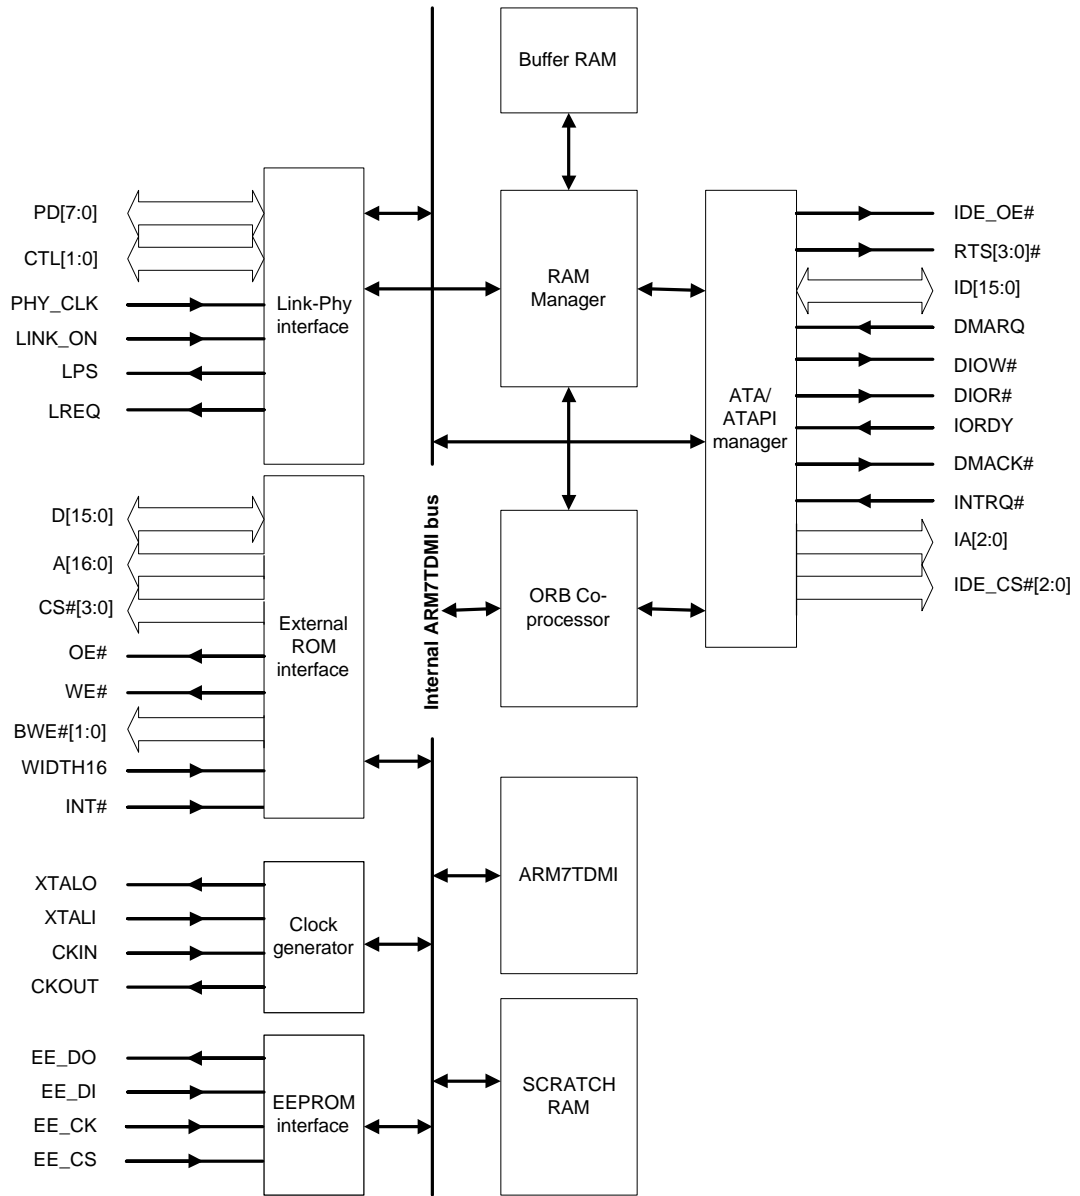 Buffer RAM
PD[7:0]
CTL[1:0]
PHY_CLK
LINK_ON
LPS
LREQ
Link-Phy
interface
RAM
Manager
ATA/
ATAPI
manager
IDE_OE#
RTS[3:0]#
ID[15:0]
DMARQ
DIOW#
DIOR#
IORDY
DMACK#
INTRQ#
IA[2:0]
IDE_CS#[2:0]
D[15:0]
A[16:0]
CS#[3:0]
OE#
WE#
BWE#[1:0]
WIDTH16
INT#
External
ROM
interface
Internal ARM7TDMI bus
ORB Co-
processor
XTALO
XTALI
CKIN
CKOUT
Clock
generator
ARM7TDMI
EE_DO
EE_DI
EE_CK
EE_CS
EEPROM
interface
SCRATCH
RAM